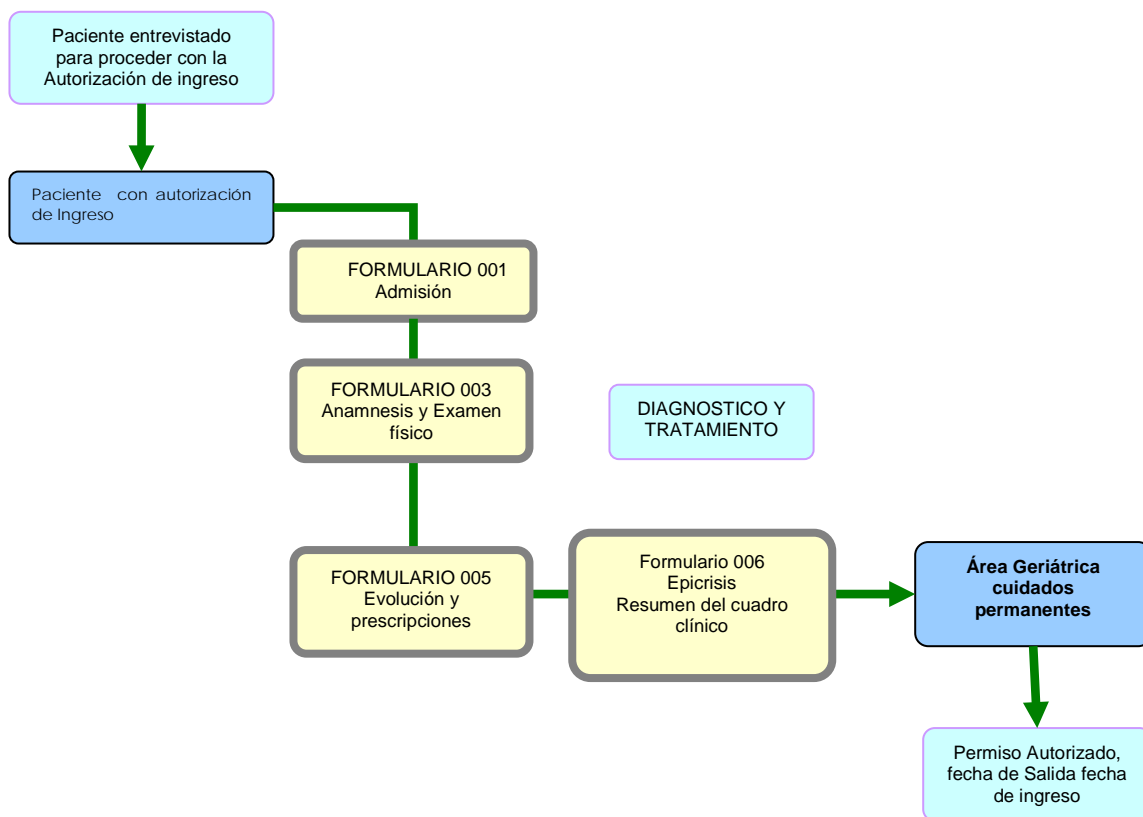 Paciente entrevistado
para proceder con la
Autorización de ingreso
Paciente con autorización
de Ingreso
FORMULARIO 001
Admisión
FORMULARIO 003
Anamnesis y Examen
físico
DIAGNOSTICO Y
TRATAMIENTO
FORMULARIO 005
Evolución y
prescripciones
Formulario 006
Epicrisis
Resumen del cuadro
clínico
Área Geriátrica
cuidados
permanentes
Permiso Autorizado,
fecha de Salida fecha
de ingreso